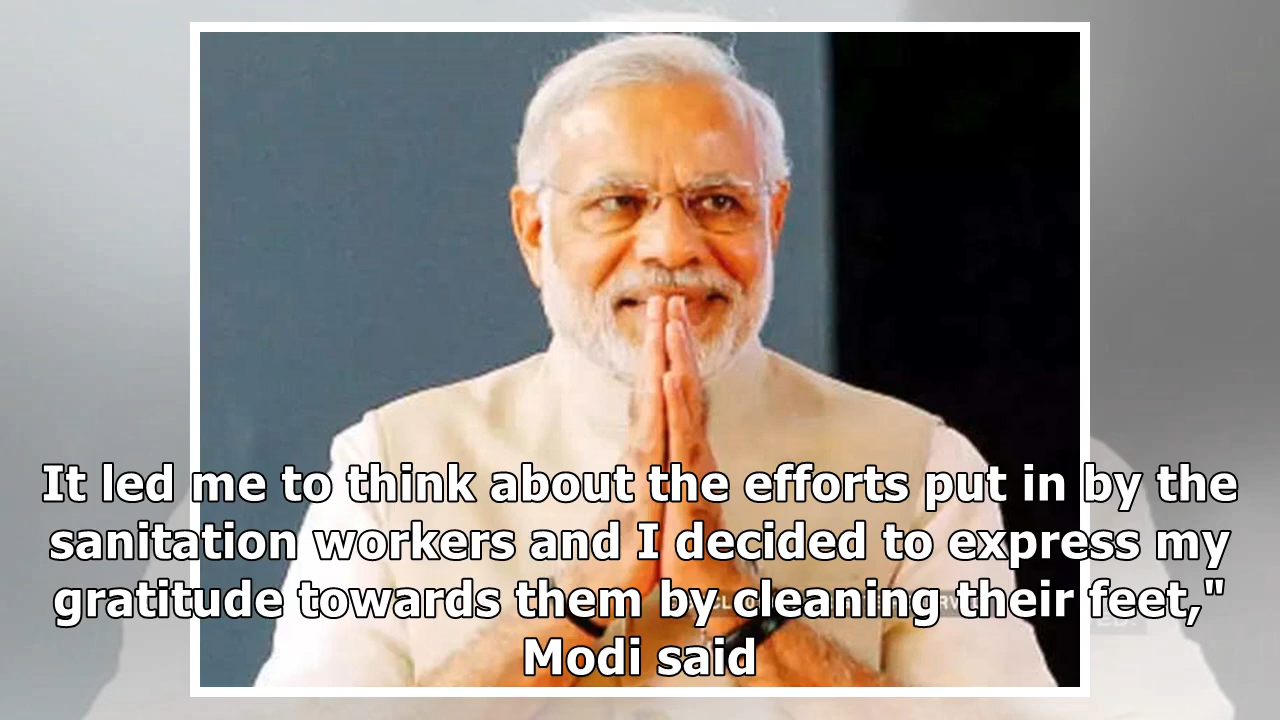 It led me to think about the efforts put in by the
sanitation workers and I decided to express my
gratitude towards them by cleaning their feet,"
Modi said